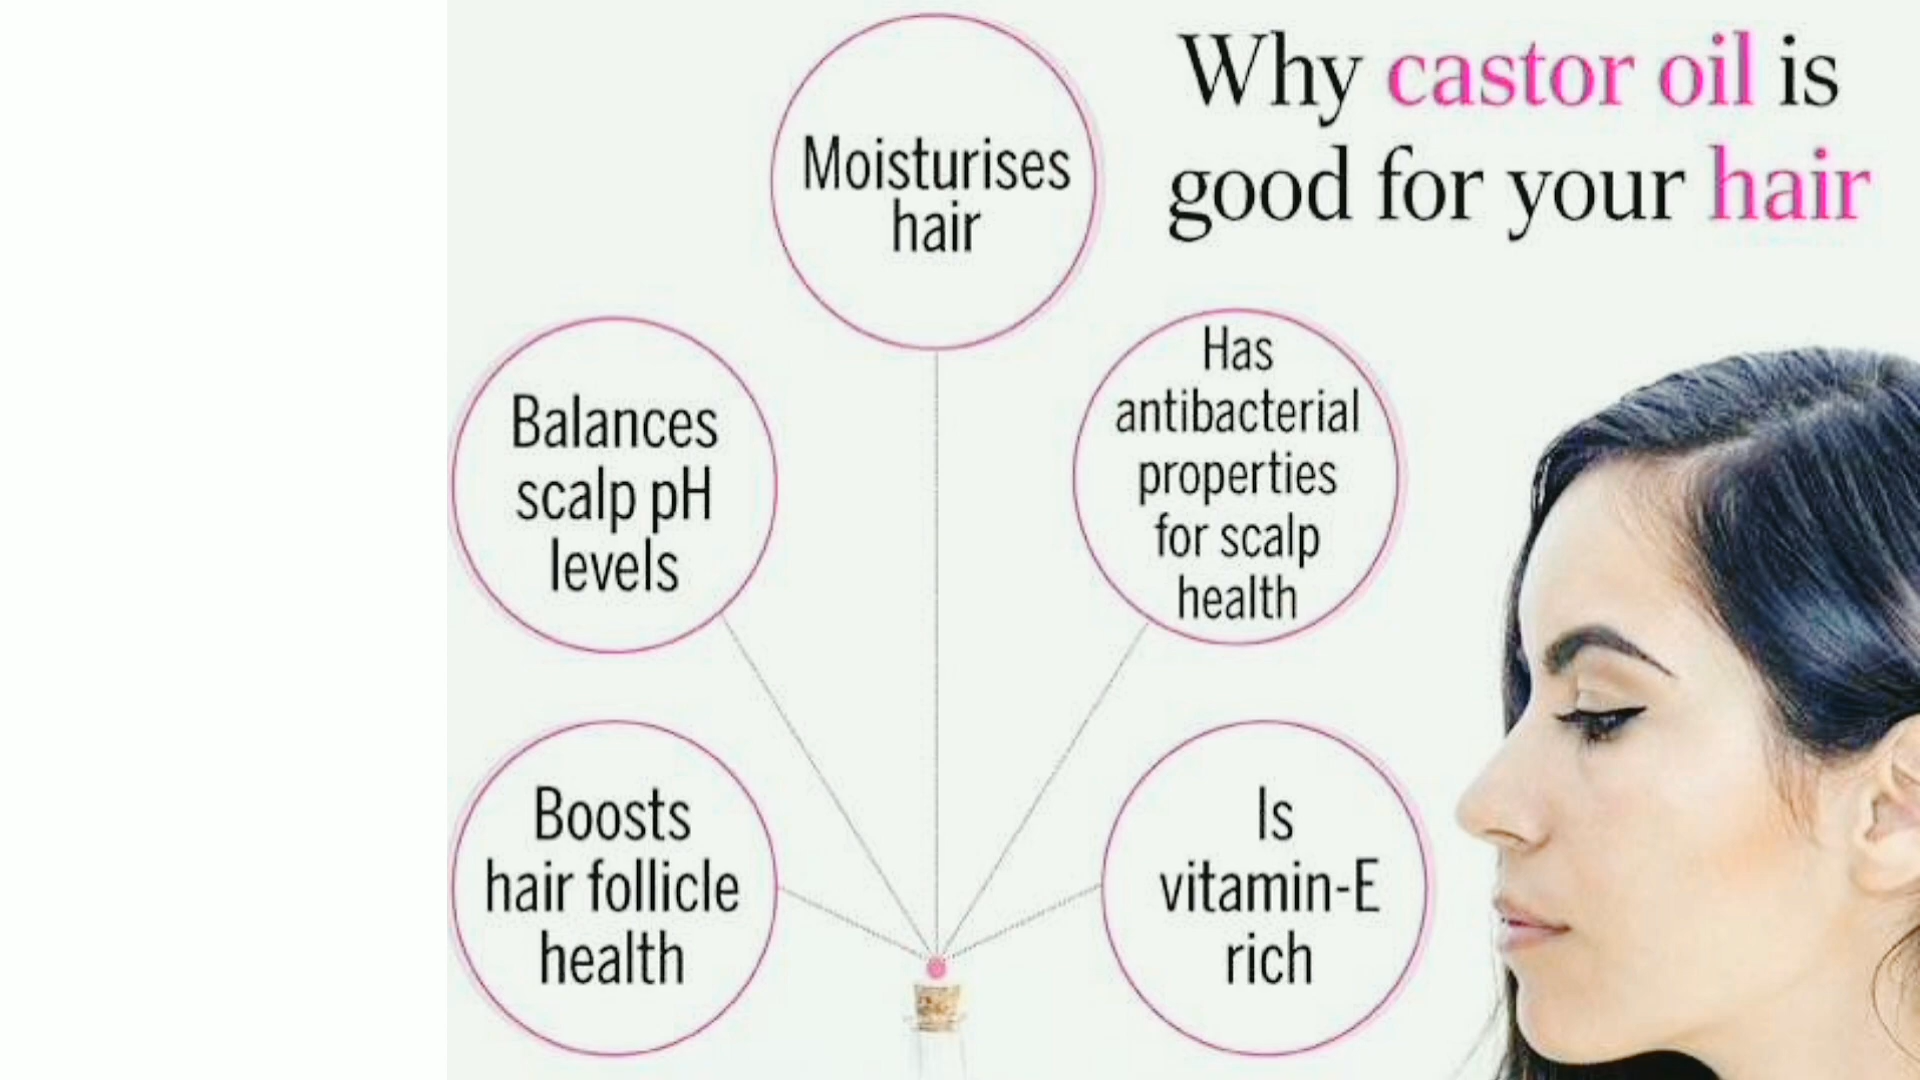 Why castor oil is
good for your hair
Moisturises
hair
Balances
scalp pH
levels
Has
antibacterial
properties
for scalp
health
Boosts
hair follicle
health
Is
vitamin-E
rich